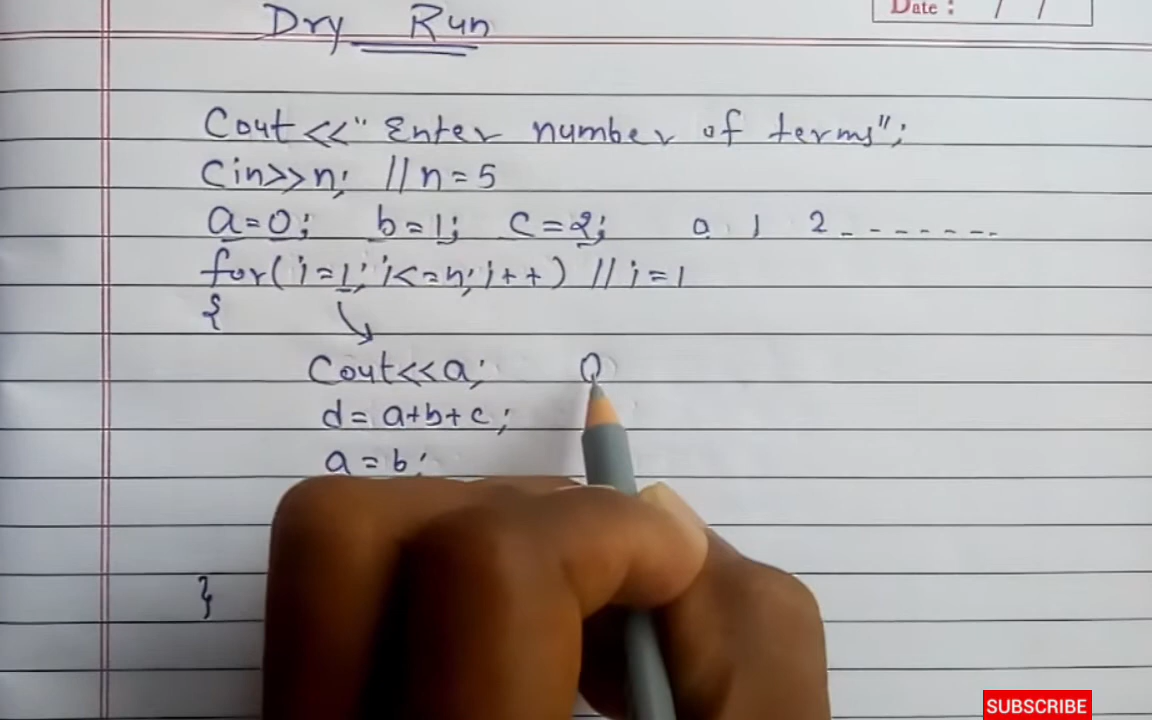 Date : / /
Dry Run
Cout<<"Enter number of terms";
Cin>>n; //n=5
a=0; b=1; c=2; 0 1 2 - - - - - - -
for(i=1; i<=n; i++) //i=1
{
Cout<<a; 0
d=a+b+c;
a=b;
}
SUBSCRIBE